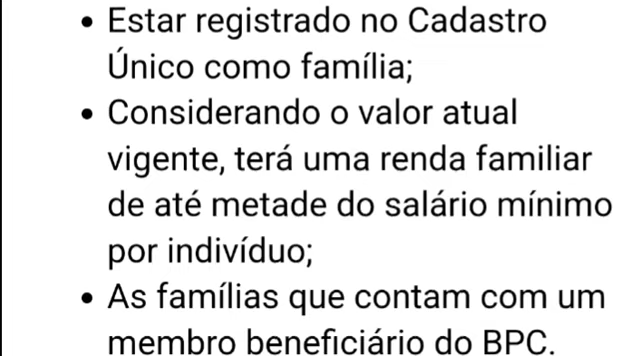 • Estar registrado no Cadastro
Único como família;
• Considerando o valor atual
vigente, terá uma renda familiar
de até metade do salário mínimo
por indivíduo;
• As famílias que contam com um
membro beneficiário do BPC.